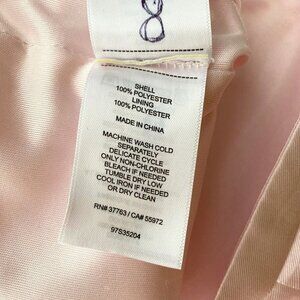 8
SHELL
100% POLYESTER
LINING
100% POLYESTER
MADE IN CHINA
MACHINE WASH COLD
SEPARATELY
DELICATE CYCLE
ONLY NON-CHLORINE
BLEACH IF NEEDED
TUMBLE DRY LOW
COOL IRON IF NEEDED
OR DRY CLEAN
RN# 37763 / CA# 55972
97S35204